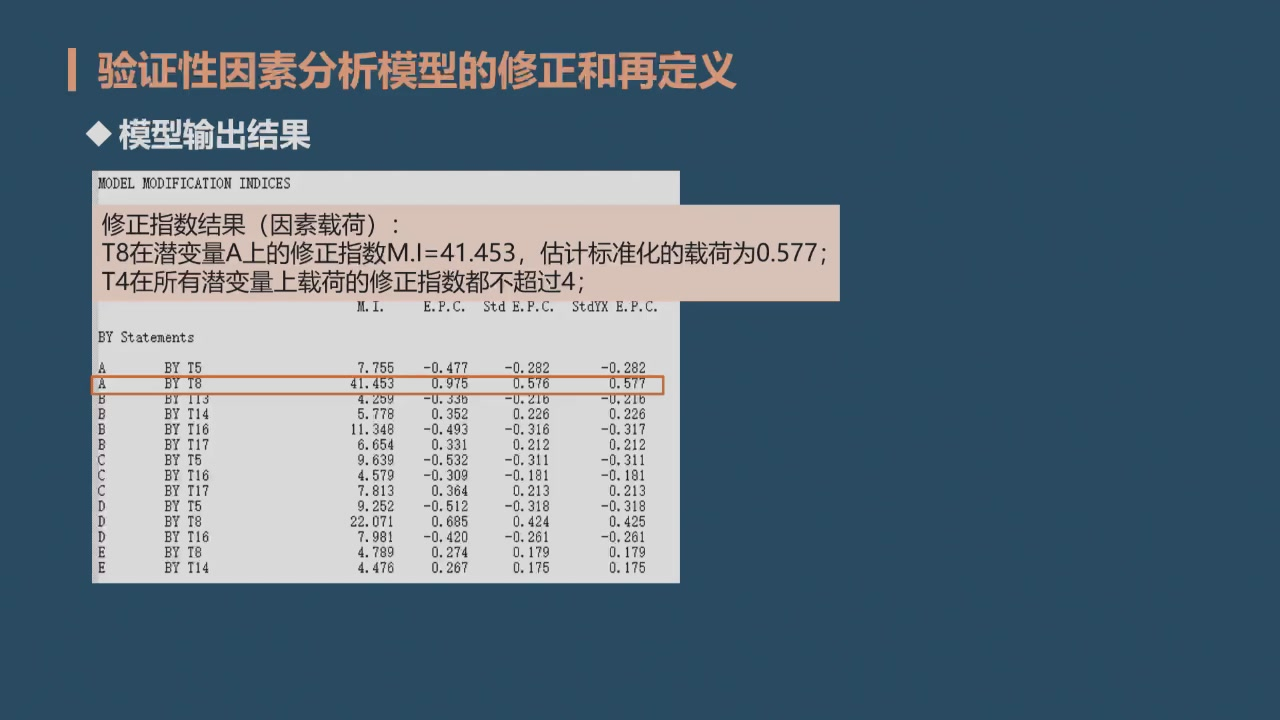 验证性因素分析模型的修正和再定义
模型输出结果
MODEL MODIFICATION INDICES
修正指数结果（因素载荷）：
T8在潜变量A上的修正指数M.I=41.453，估计标准化的载荷为0.577；
T4在所有潜变量上载荷的修正指数都不超过4；
M.I. E.P.C. Std E.P.C. StdYX E.P.C.
BY Statements
A BY T5 7.755 -0.477 -0.282 -0.282
A BY T8 41.453 0.975 0.576 0.577
B BY T13 4.259 -0.336 -0.216 -0.216
B BY T14 5.778 0.352 0.226 0.226
B BY T16 11.348 -0.493 -0.316 -0.317
B BY T17 6.654 0.331 0.212 0.212
C BY T5 9.639 -0.532 -0.311 -0.311
C BY T16 4.579 -0.309 -0.181 -0.181
C BY T17 7.813 0.364 0.213 0.213
D BY T5 9.252 -0.512 -0.318 -0.318
D BY T8 22.071 0.685 0.424 0.425
D BY T16 7.981 -0.420 -0.261 -0.261
E BY T8 4.789 0.274 0.179 0.179
E BY T14 4.476 0.267 0.175 0.175